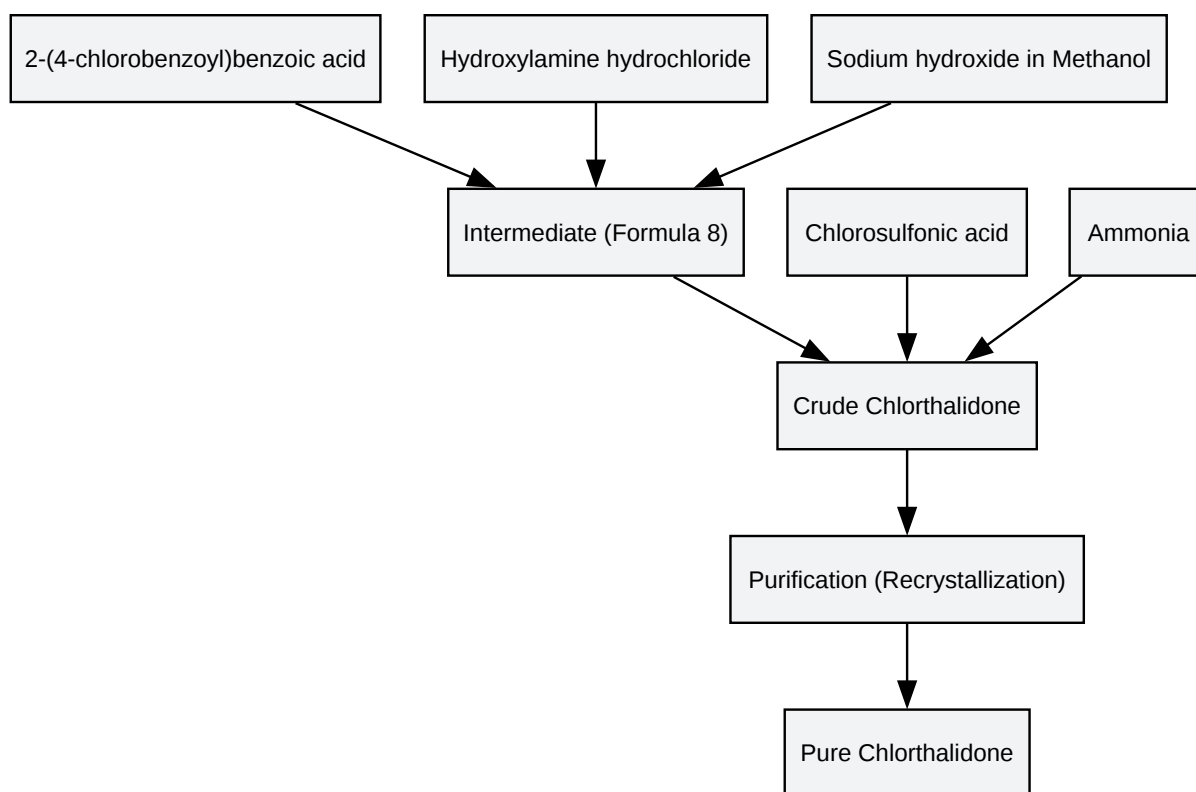 2-(4-chlorobenzoyl)benzoic acid
Hydroxylamine hydrochloride
Sodium hydroxide in Methanol
Intermediate (Formula 8)
Chlorosulfonic acid
Ammonia
Crude Chlorthalidone
Purification (Recrystallization)
Pure Chlorthalidone